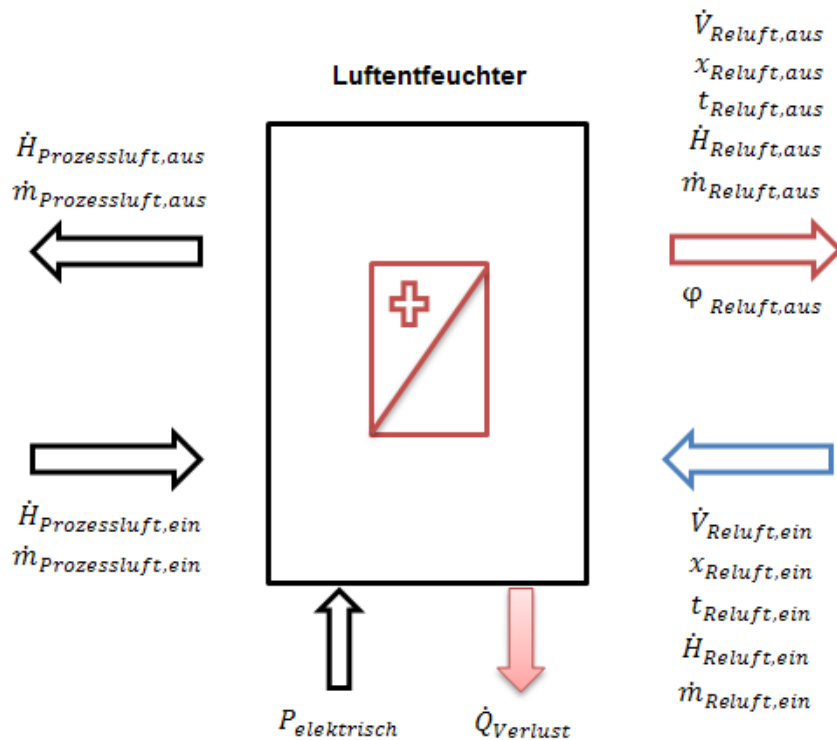 Luftentfeuchter
Ḣ_Prozessluft,aus
ṁ_Prozessluft,aus
V̇_Reluft,aus
x_Reluft,aus
t_Reluft,aus
Ḣ_Reluft,aus
ṁ_Reluft,aus
φ_Reluft,aus
Ḣ_Prozessluft,ein
ṁ_Prozessluft,ein
V̇_Reluft,ein
x_Reluft,ein
t_Reluft,ein
Ḣ_Reluft,ein
ṁ_Reluft,ein
P_elektrisch
Q̇_Verlust